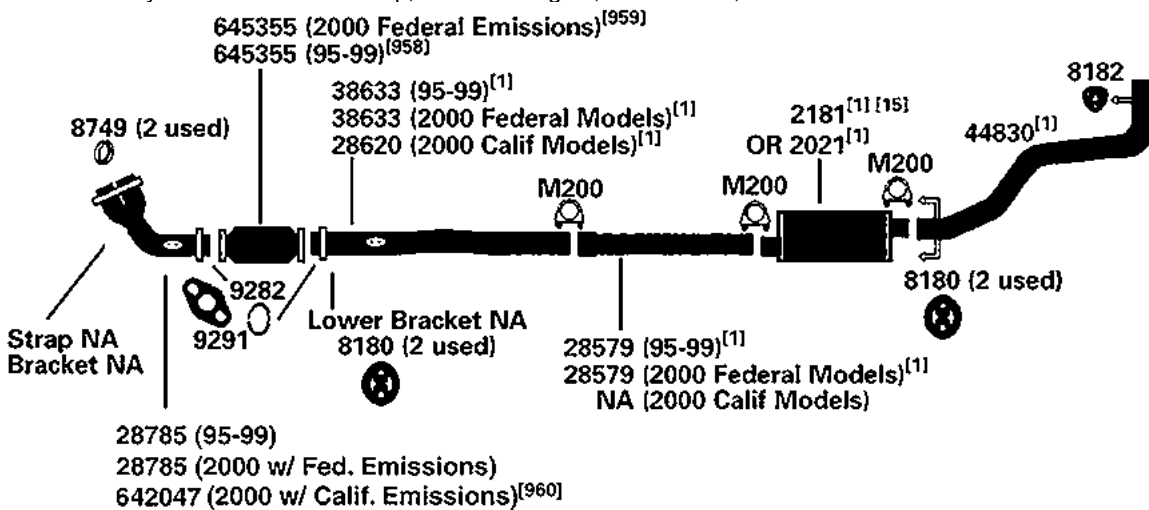 645355 (2000 Federal Emissions)[959]
645355 (95-99)[958]
38633 (95-99)[1]
38633 (2000 Federal Models)[1]
28620 (2000 Calif Models)[1]
8749 (2 used)
2181[1] [15]
OR 2021[1]
8182
44830[1]
M200
M200
M200
9282
9291
Strap NA
Bracket NA
Lower Bracket NA
8180 (2 used)
8180 (2 used)
28579 (95-99)[1]
28579 (2000 Federal Models)[1]
NA (2000 Calif Models)
28785 (95-99)
28785 (2000 w/ Fed. Emissions)
642047 (2000 w/ Calif. Emissions)[960]